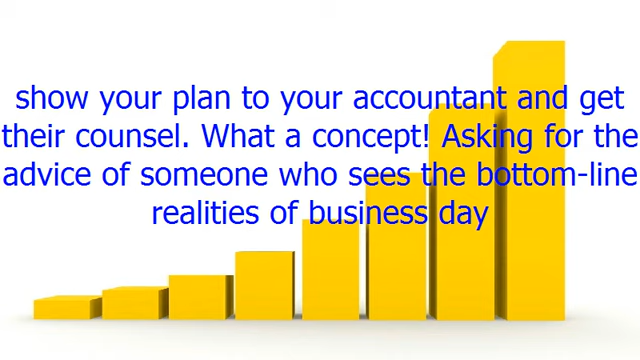 show your plan to your accountant and get
their counsel. What a concept! Asking for the
advice of someone who sees the bottom-line
realities of business day